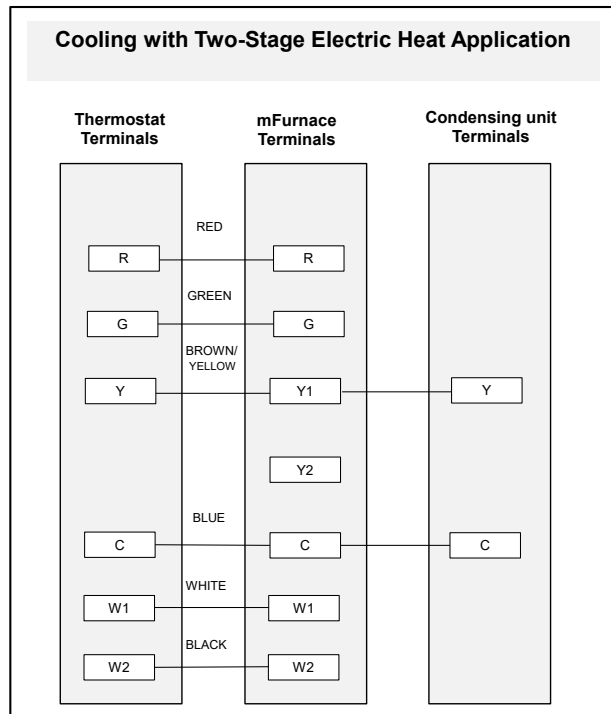 Cooling with Two-Stage Electric Heat Application
Thermostat
Terminals
mFurnace
Terminals
Condensing unit
Terminals
RED
R
R
GREEN
G
G
BROWN/
YELLOW
Y
Y1
Y
Y2
BLUE
C
C
C
WHITE
W1
W1
BLACK
W2
W2